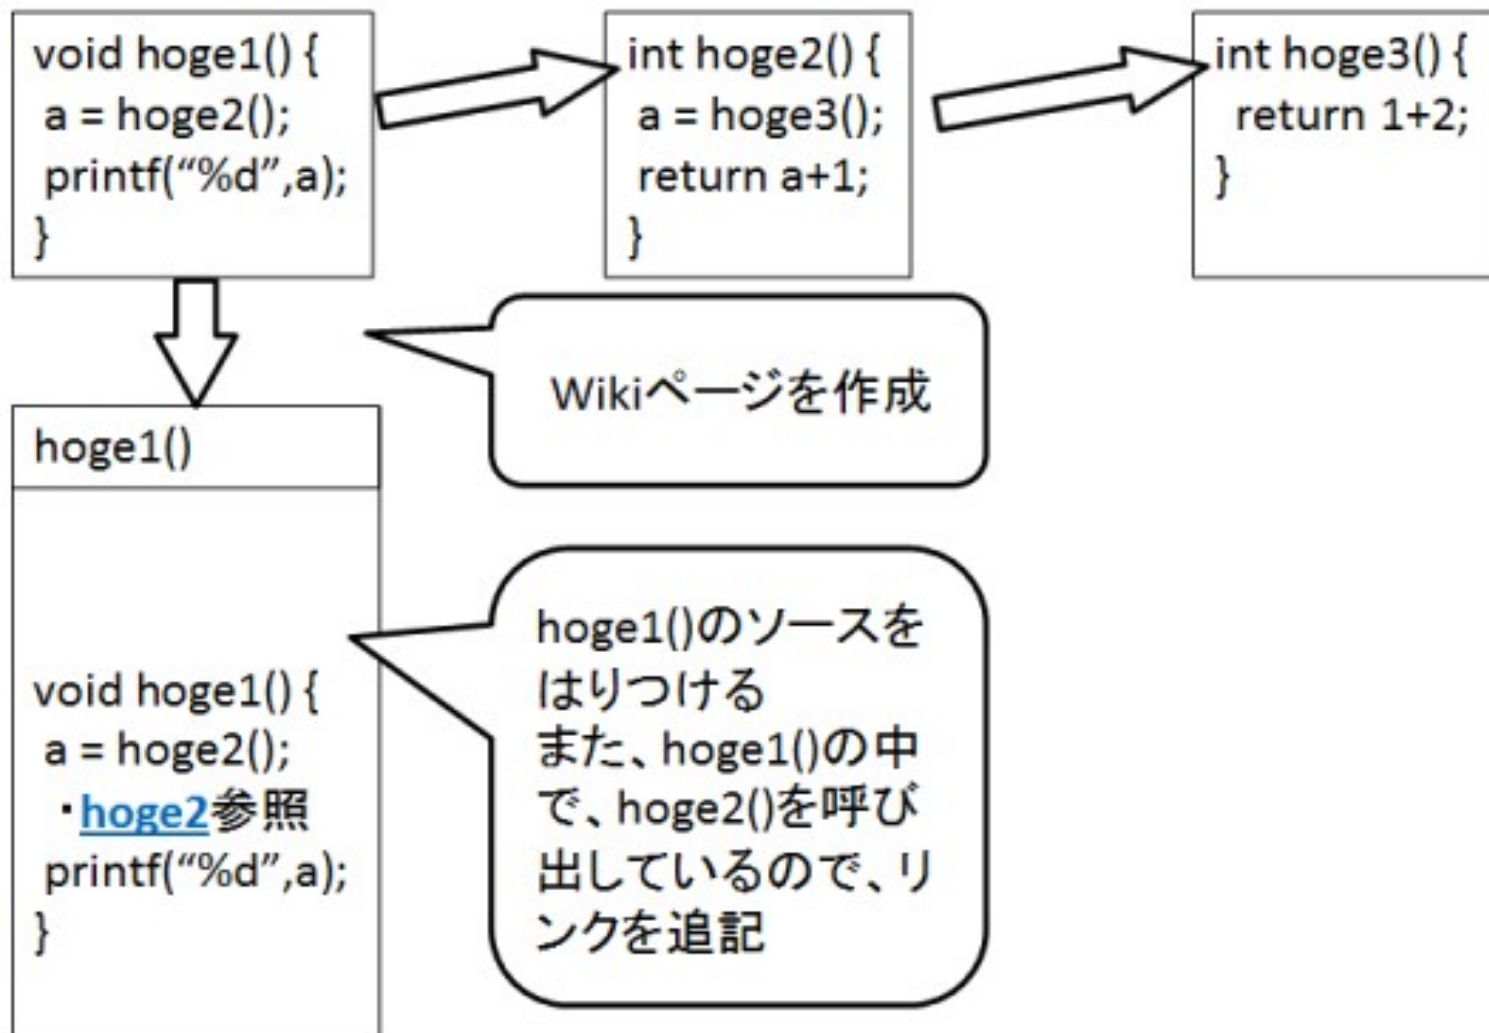 void hoge1() {
a = hoge2();
printf(“%d”,a);
}
int hoge2() {
a = hoge3();
return a+1;
}
int hoge3() {
return 1+2;
}
Wikiページを作成
hoge1()
void hoge1() {
a = hoge2();
・hoge2参照
printf(“%d”,a);
}
hoge1()のソースを
はりつける
また、hoge1()の中
で、hoge2()を呼び
出しているので、リ
ンクを追記